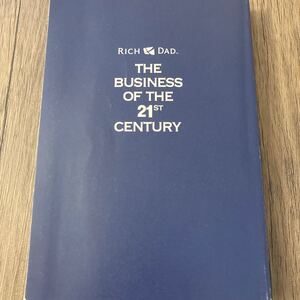 RICH DAD.
THE
BUSINESS
OF THE
21ST
CENTURY